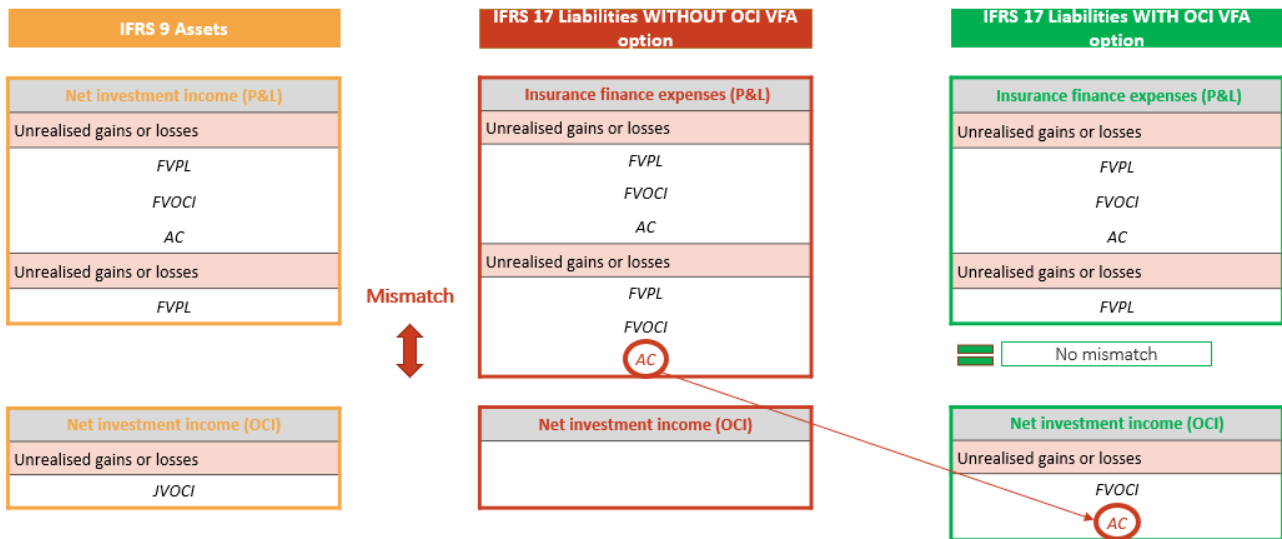 IFRS 9 Assets
IFRS 17 Liabilities WITHOUT OCI VFA
option
IFRS 17 Liabilities WITH OCI VFA
option
Net investment income (P&L)
Unrealised gains or losses
FVPL
FVOCI
AC
Unrealised gains or losses
FVPL
Net investment income (OCI)
Unrealised gains or losses
JVOCI
Mismatch
Insurance finance expenses (P&L)
Unrealised gains or losses
FVPL
FVOCI
AC
Unrealised gains or losses
FVPL
FVOCI
AC
Net investment income (OCI)
Insurance finance expenses (P&L)
Unrealised gains or losses
FVPL
FVOCI
AC
Unrealised gains or losses
FVPL
No mismatch
Net investment income (OCI)
Unrealised gains or losses
FVOCI
AC